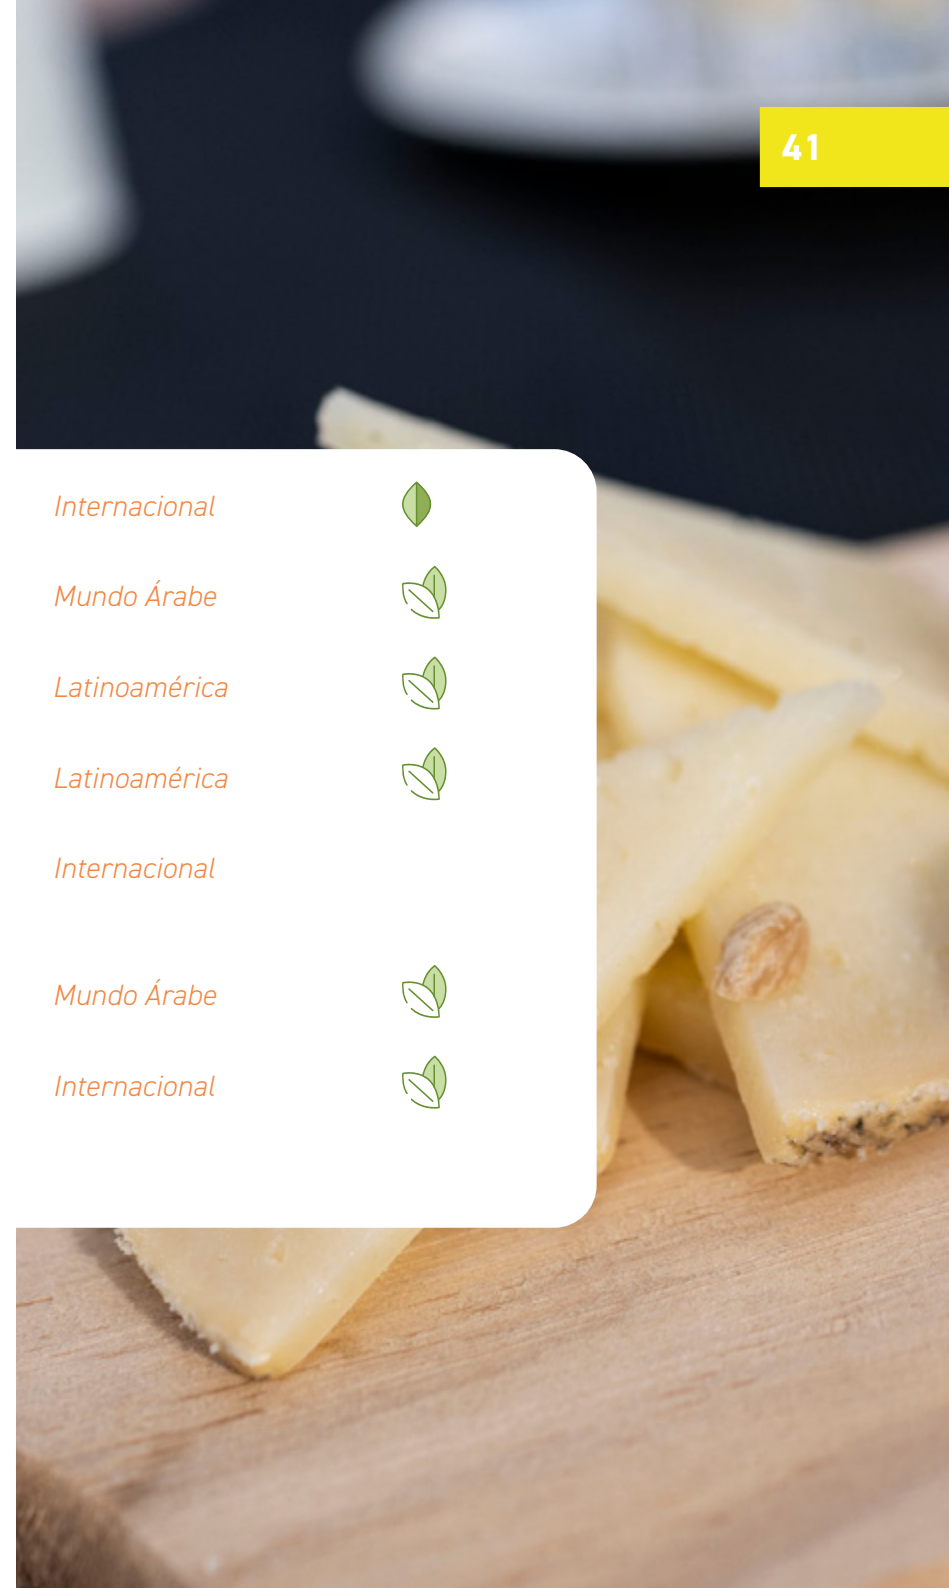 41
Internacional
Mundo Árabe
Latinoamérica
Latinoamérica
Internacional
Mundo Árabe
Internacional